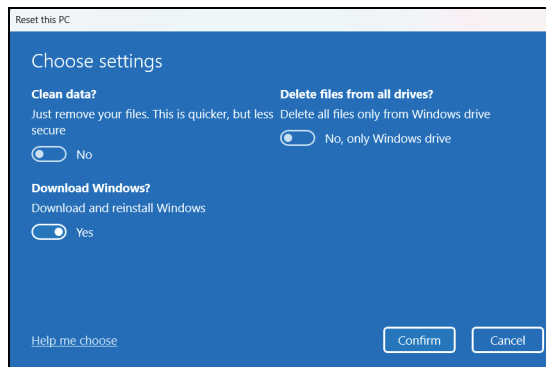 Reset this PC
Choose settings
Clean data?
Just remove your files. This is quicker, but less
secure
No
Delete files from all drives?
Delete all files only from Windows drive
No, only Windows drive
Download Windows?
Download and reinstall Windows
Yes
Help me choose
Confirm
Cancel